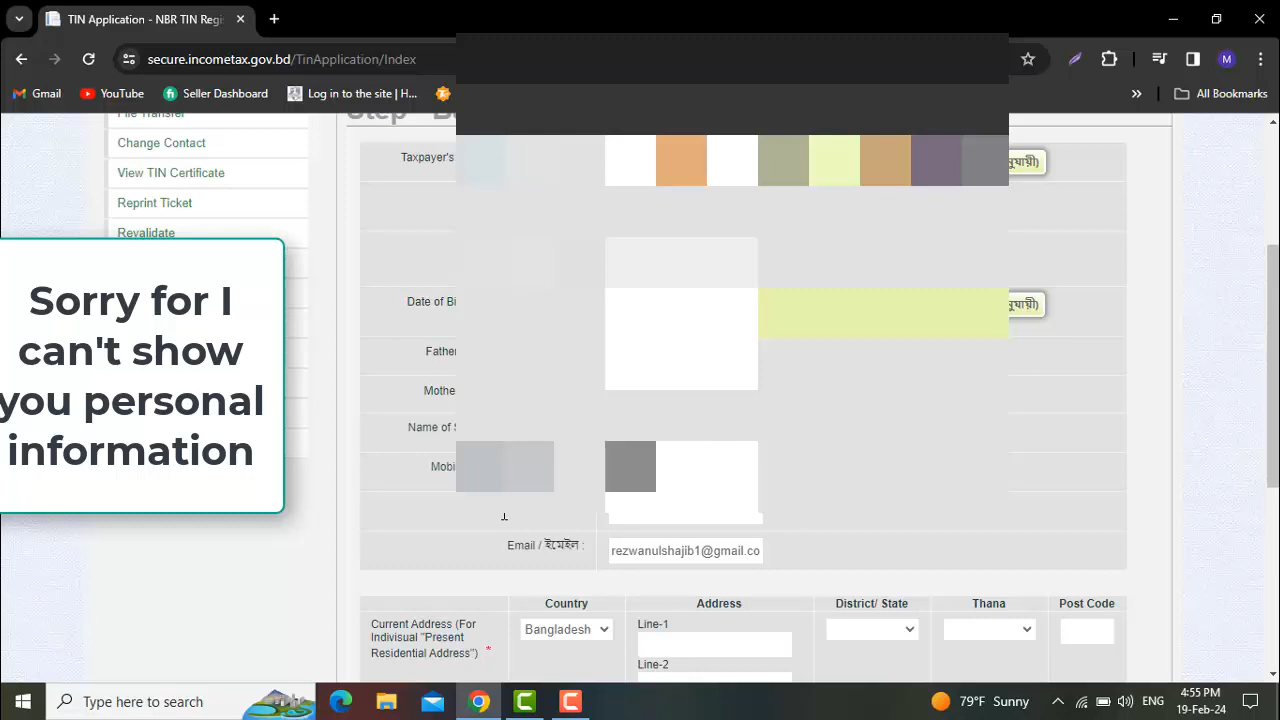 TIN Application - NBR TIN Regi
secure.incometax.gov.bd/TinApplication/Index
M
Gmail
YouTube
Seller Dashboard
Log in to the site | H...
All Bookmarks
Change Contact
View TIN Certificate
Reprint Ticket
Revalidate
Taxpayer's
Date of Bi
Father
Mothe
Name of S
Mobi
Email / ইমেইল :
rezwanulshajib1@gmail.co
Sorry for I
can't show
you personal
information
Country
Address
District/ State
Thana
Post Code
Current Address (For
Indivisual "Present
Residential Address") *
Bangladesh
Line-1
Line-2
Type here to search
79°F Sunny
ENG
4:55 PM
19-Feb-24